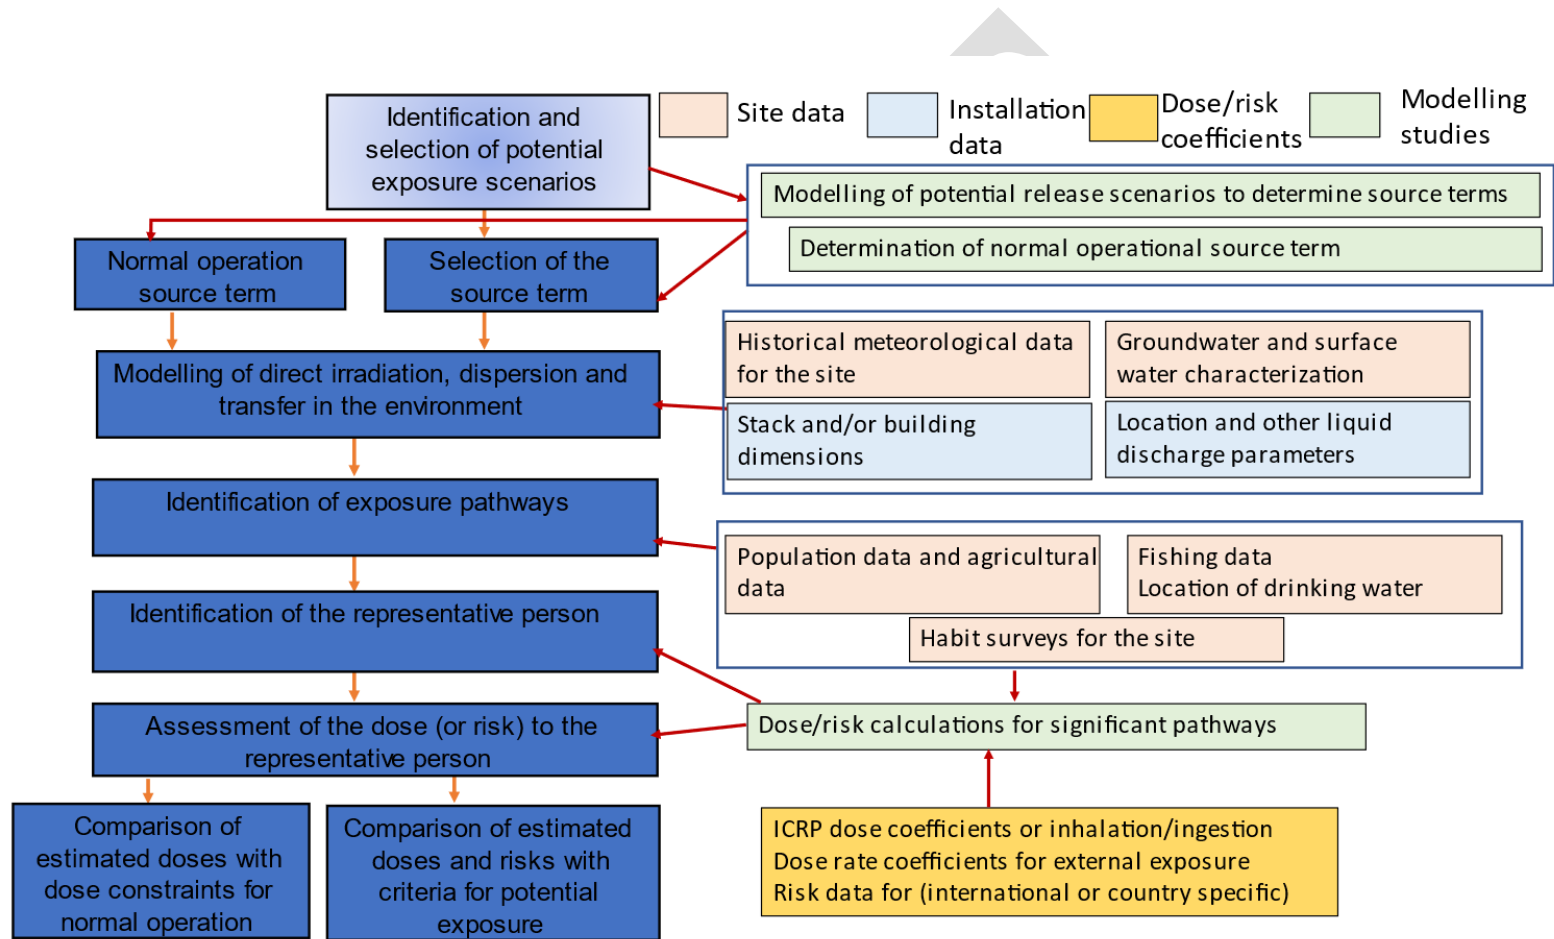 Identification and
selection of potential
exposure scenarios
Site data
Installation
data
Dose/risk
coefficients
Modelling
studies
Modelling of potential release scenarios to determine source terms
Determination of normal operational source term
Normal operation
source term
Selection of the
source term
Historical meteorological data
for the site
Groundwater and surface
water characterization
Modelling of direct irradiation, dispersion and
transfer in the environment
Stack and/or building
dimensions
Location and other liquid
discharge parameters
Identification of exposure pathways
Population data and agricultural
data
Fishing data
Location of drinking water
Habit surveys for the site
Identification of the representative person
Assessment of the dose (or risk) to the
representative person
Dose/risk calculations for significant pathways
Comparison of
estimated doses with
dose constraints for
normal operation
Comparison of estimated
doses and risks with
criteria for potential
exposure
ICRP dose coefficients or inhalation/ingestion
Dose rate coefficients for external exposure
Risk data for (international or country specific)